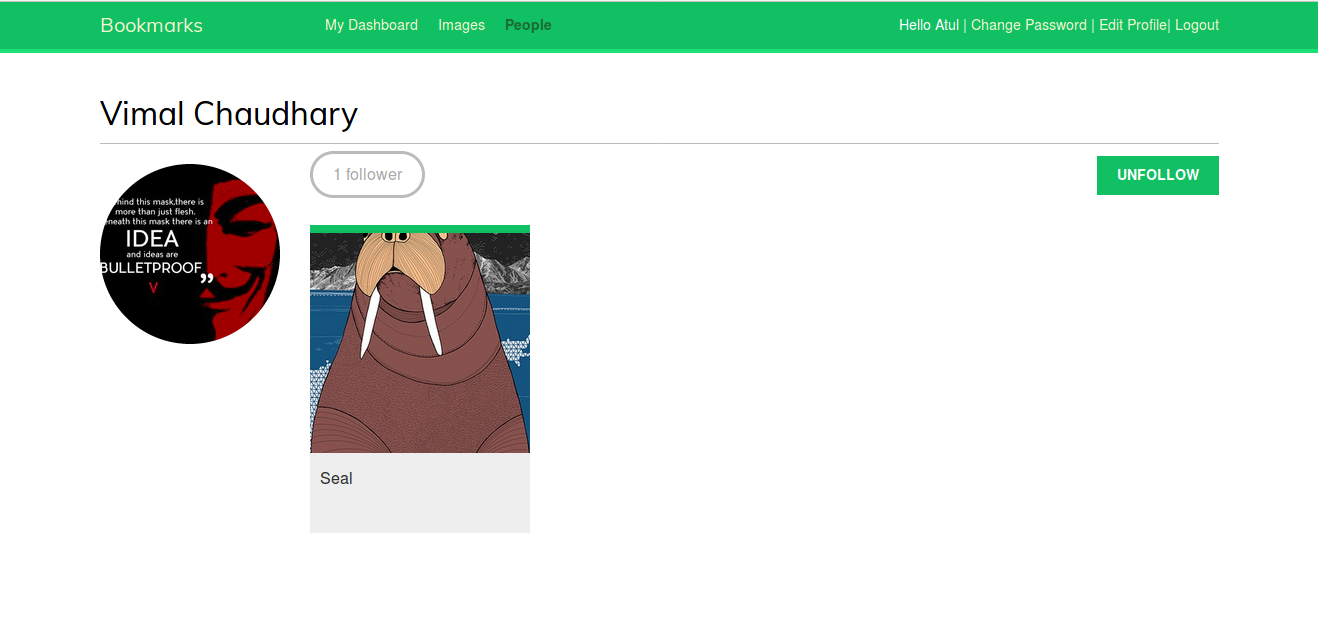 Bookmarks My Dashboard Images People Hello Atul | Change Password | Edit Profile| Logout
Vimal Chaudhary
1 follower
UNFOLLOW
hind this mask,there is
more than just flesh.
neath this mask there is an
IDEA
and ideas are
BULLETPROOF
”
V
Seal